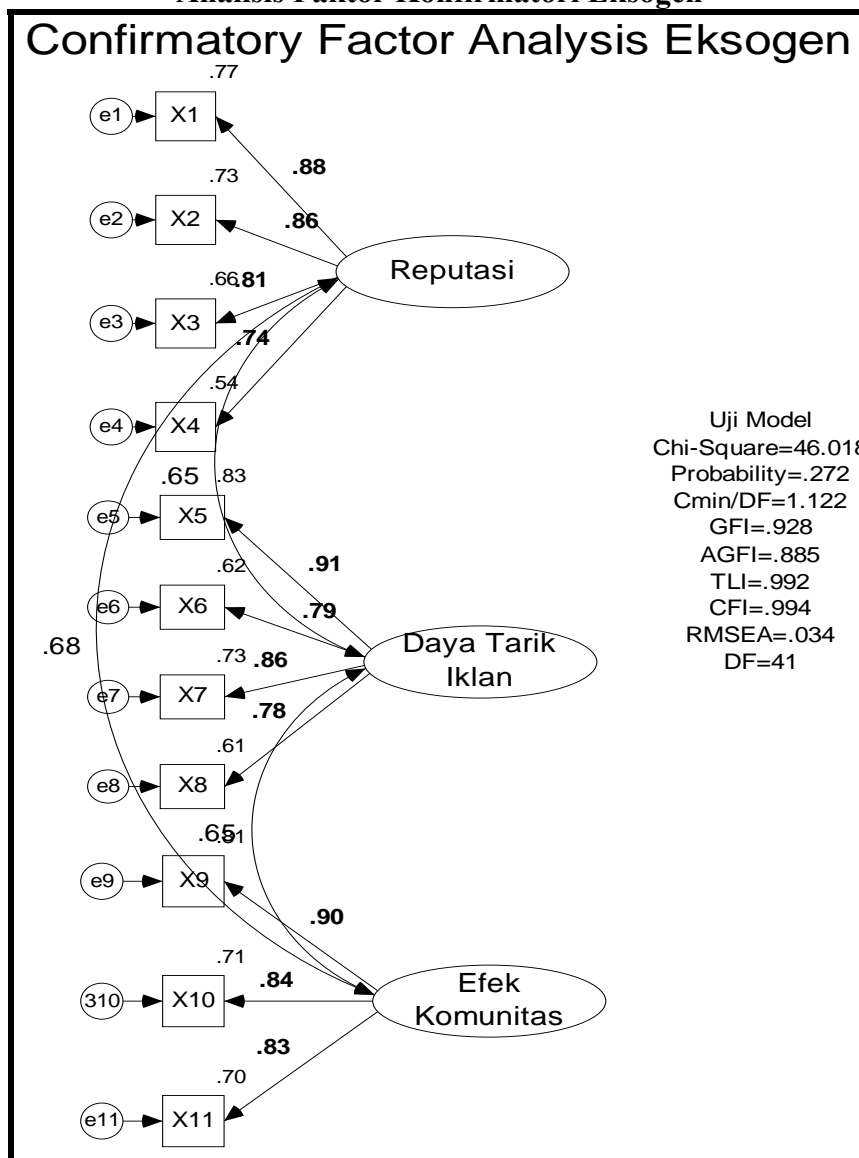 Analisis Faktor Konfirmatori Eksogen
Confirmatory Factor Analysis Eksogen
.77
e1
X1
.88
.73
e2
X2
.86
Reputasi
.66
.81
e3
X3
.74
.54
e4
X4
.65
.83
e5
X5
.91
.62
e6
X6
.79
Daya Tarik
Iklan
.68
.73
.86
e7
X7
.78
.61
e8
X8
.65
.81
e9
X9
.90
.71
310
X10
.84
Efek
Komunitas
.83
.70
e11
X11
Uji Model
Chi-Square=46.018
Probability=.272
Cmin/DF=1.122
GFI=.928
AGFI=.885
TLI=.992
CFI=.994
RMSEA=.034
DF=41